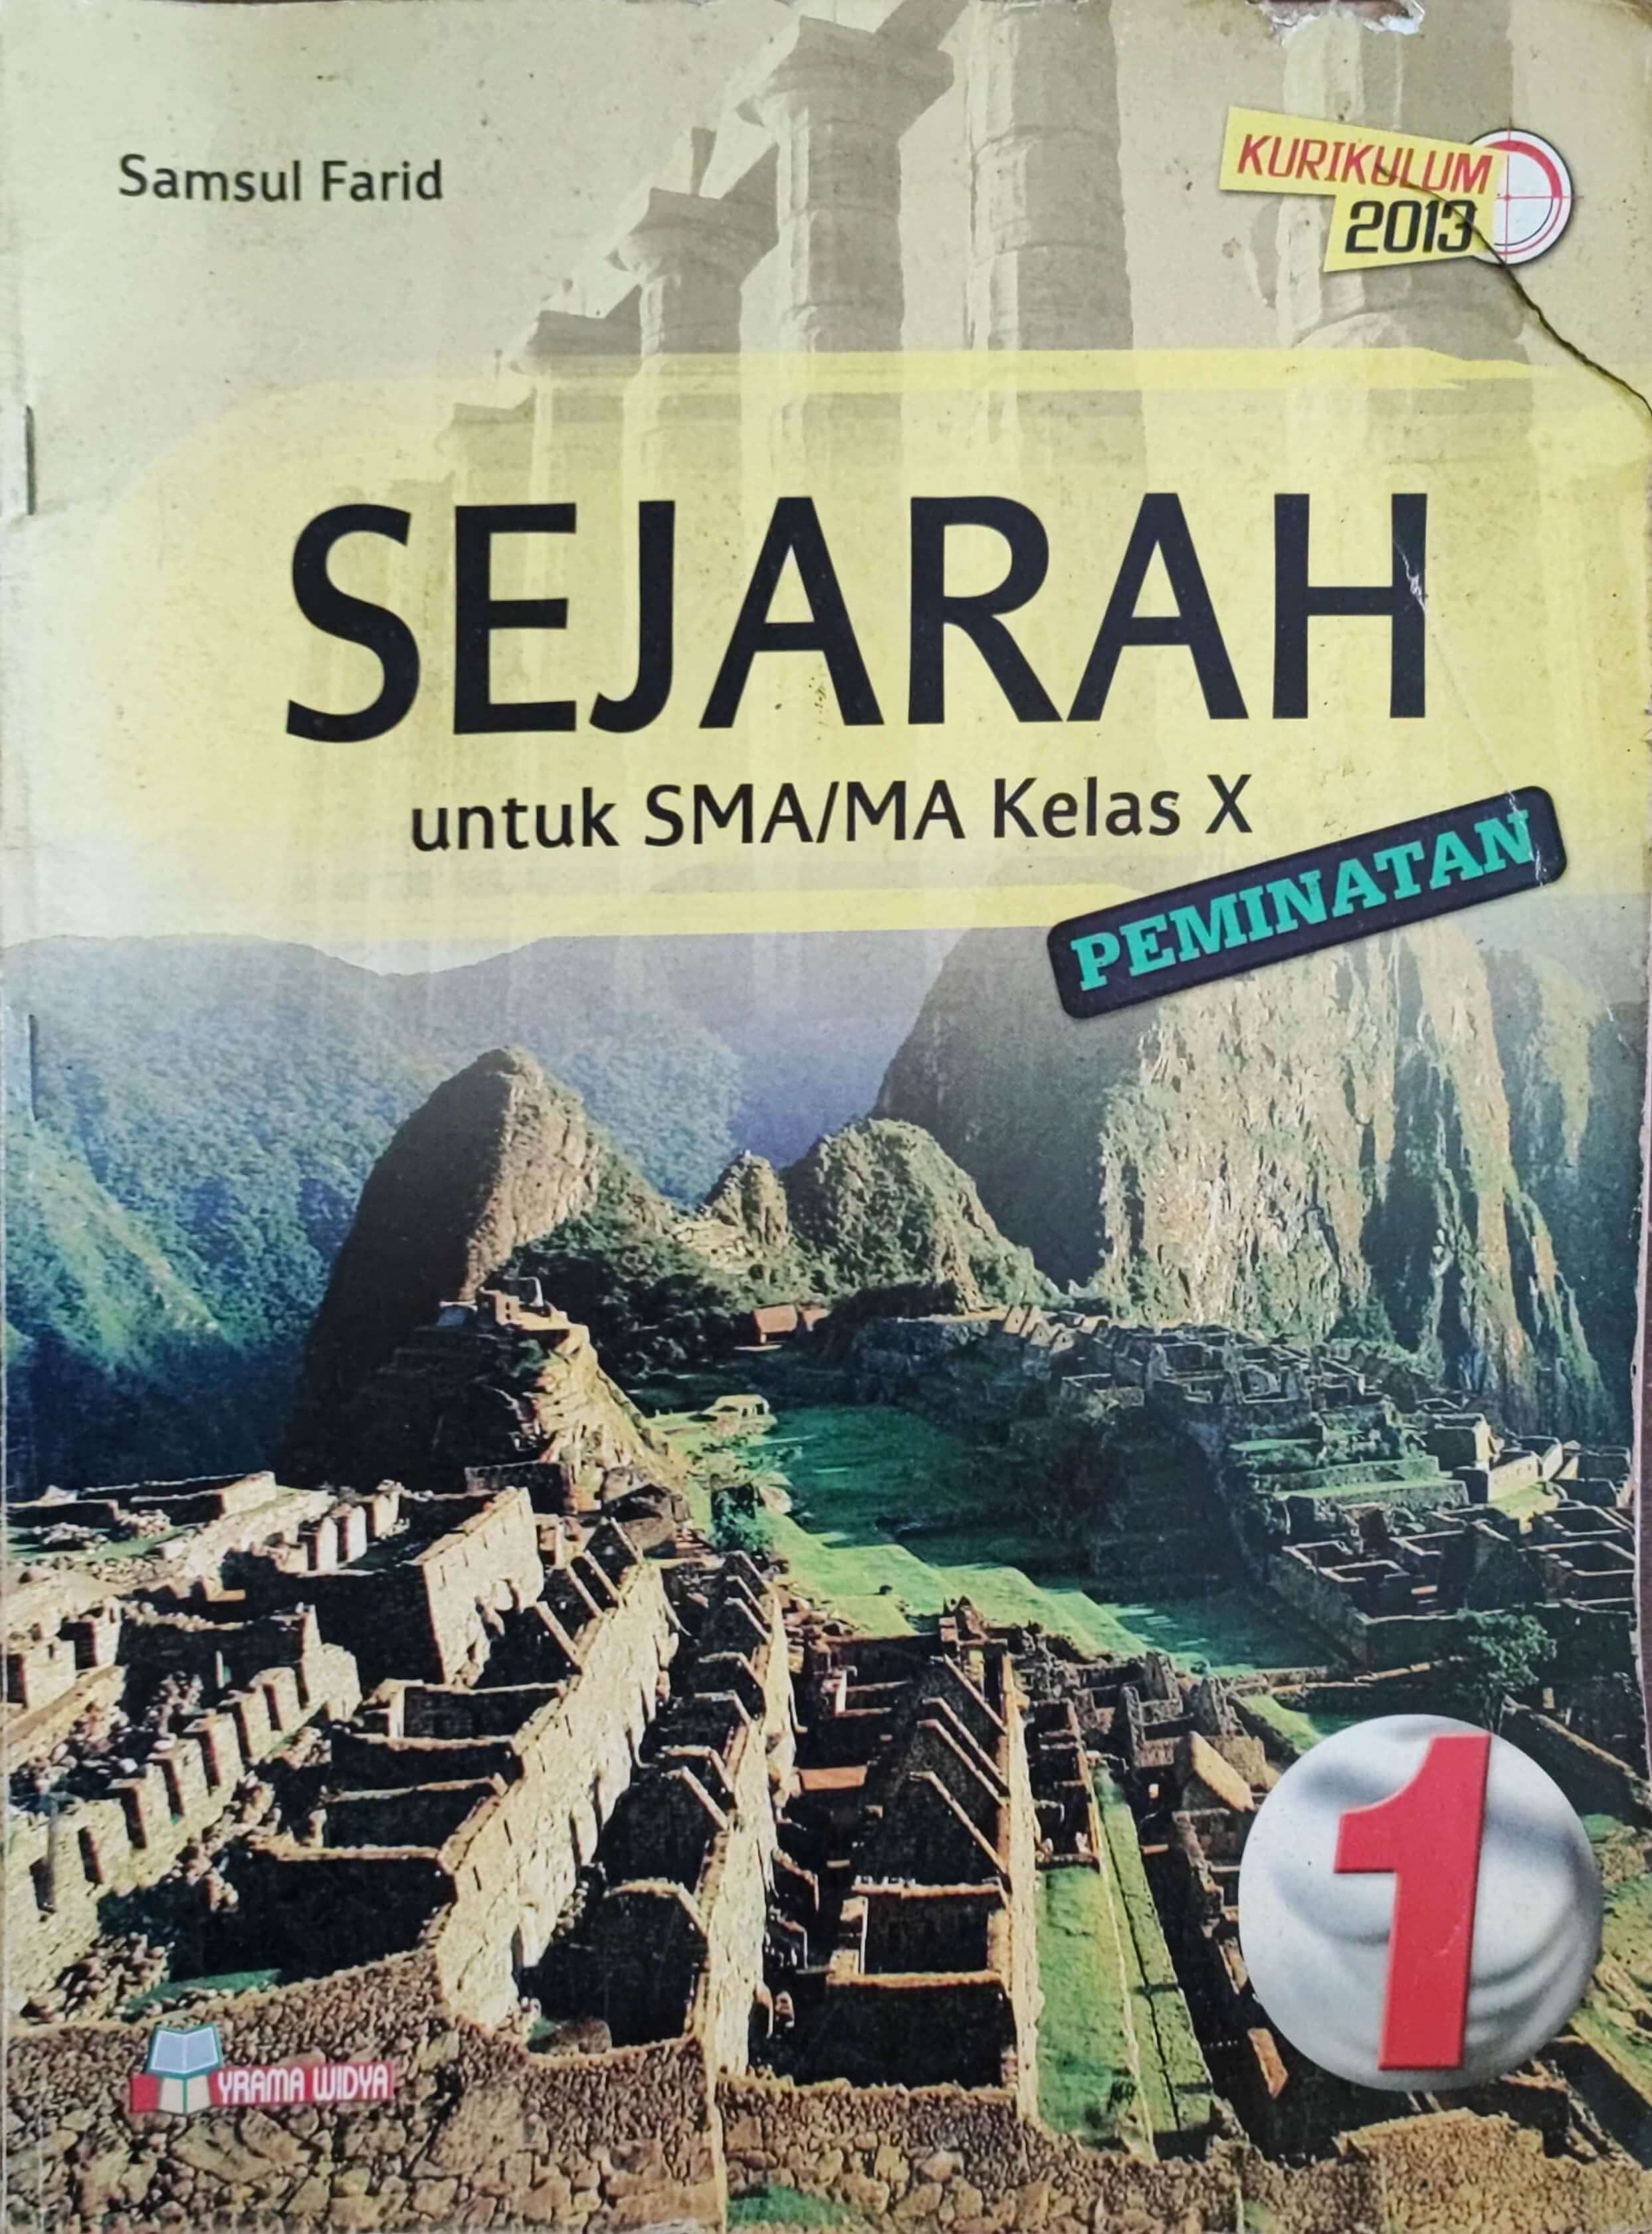 Samsul Farid
KURIKULUM
2013
SEJARAH
untuk SMA/MA Kelas X
PEMINATAN
1
YRAMA WIDYA